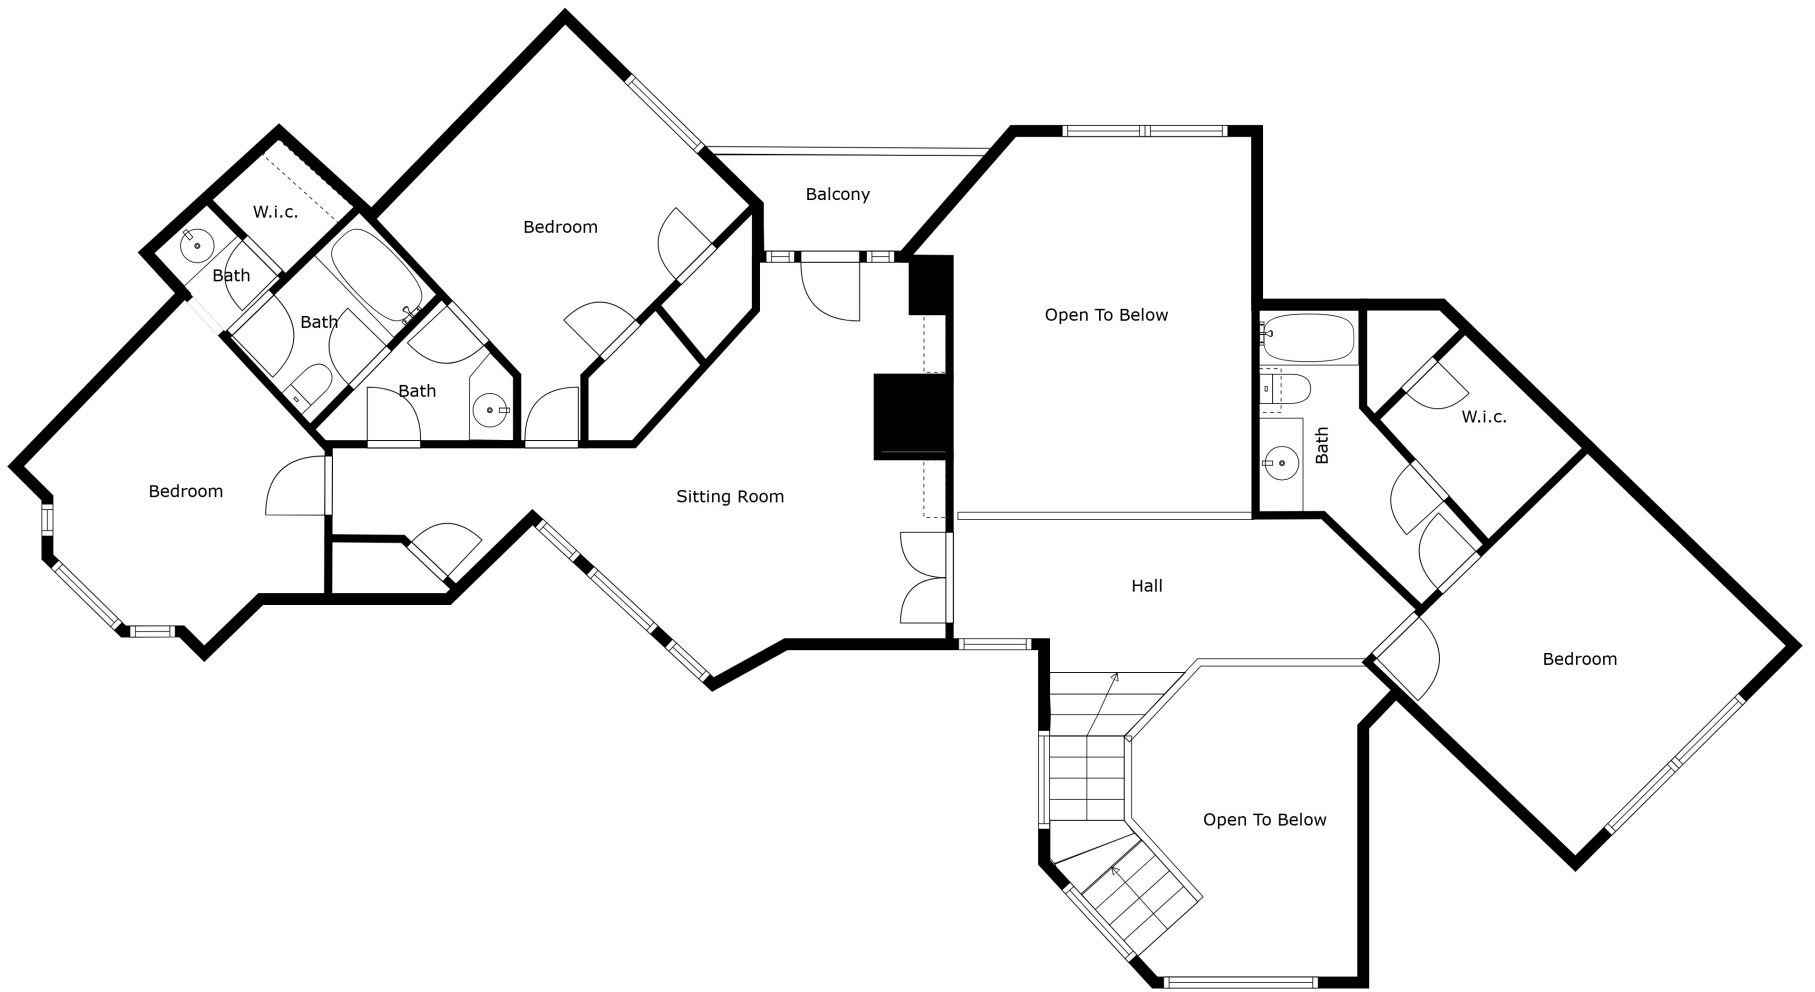 Balcony
W.i.c.
Bedroom
Bath
Open To Below
Bath
Bath
W.i.c.
Bath
Bedroom
Sitting Room
Hall
Bedroom
Open To Below